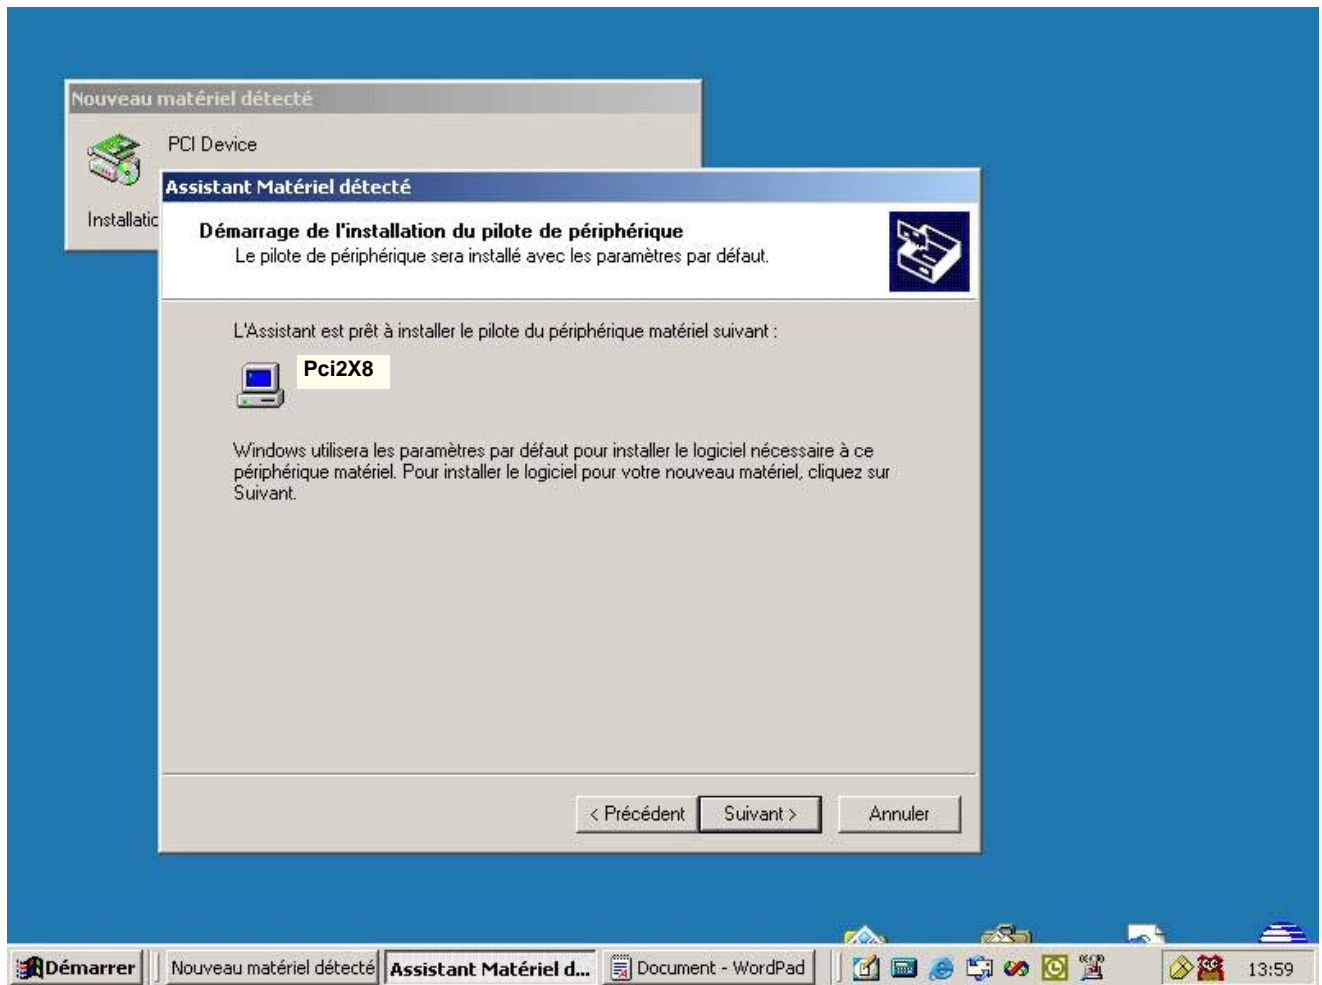 Nouveau matériel détecté
PCI Device
Installatic
Assistant Matériel détecté
Démarrage de l'installation du pilote de périphérique
Le pilote de périphérique sera installé avec les paramètres par défaut.
L'Assistant est prêt à installer le pilote du périphérique matériel suivant :
Pci2X8
Windows utilisera les paramètres par défaut pour installer le logiciel nécessaire à ce
périphérique matériel. Pour installer le logiciel pour votre nouveau matériel, cliquez sur
Suivant.
< Précédent Suivant > Annuler
Démarrer Nouveau matériel détecté Assistant Matériel d... Document - WordPad 13:59